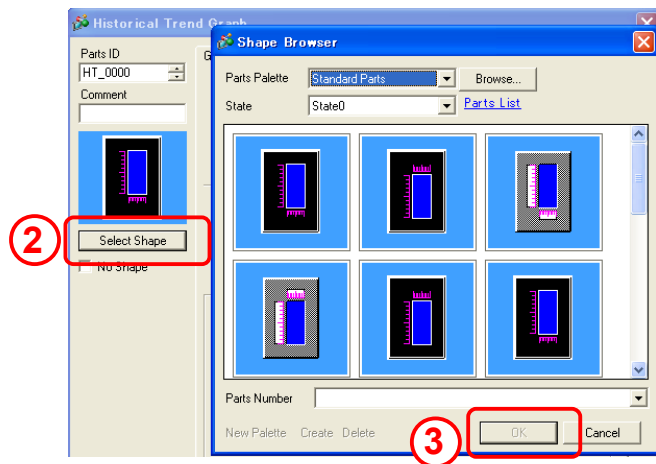 Historical Trend Graph
Parts ID
HT_0000
Comment
2
Select Shape
No Shape
G
Shape Browser
Parts Palette
Standard Parts
Browse...
State
State0
Parts List
Parts Number
New Palette Create Delete
3
OK
Cancel